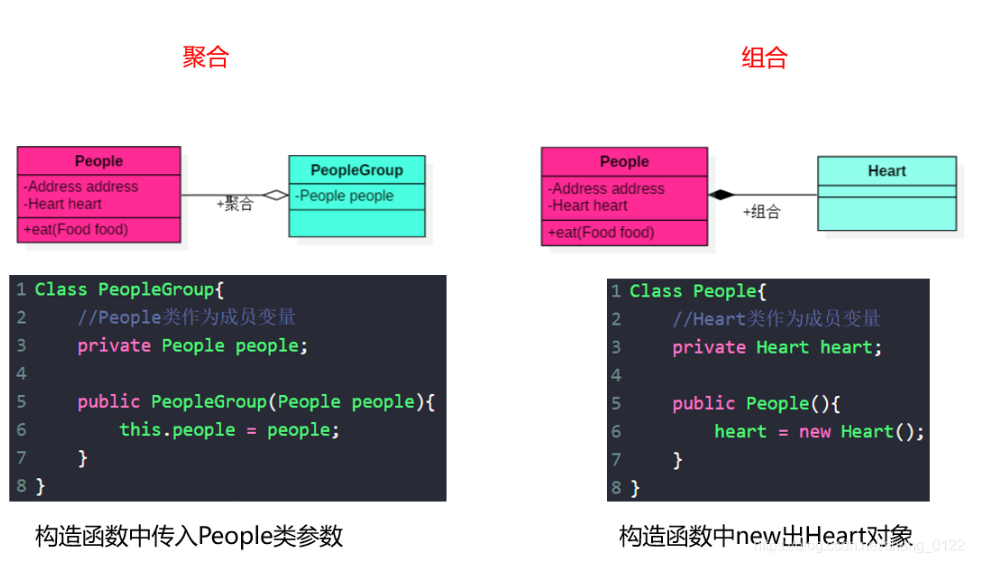 聚合
组合
People
-Address address
-Heart heart
+eat(Food food)
+聚合
PeopleGroup
-People people
People
-Address address
-Heart heart
+eat(Food food)
+组合
Heart
1 Class PeopleGroup{
2 //People类作为成员变量
3 private People people;
4
5 public PeopleGroup(People people){
6 this.people = people;
7 }
8 }
构造函数中传入People类参数
1 Class People{
2 //Heart类作为成员变量
3 private Heart heart;
4
5 public People(){
6 heart = new Heart();
7 }
8 }
构造函数中new出Heart对象